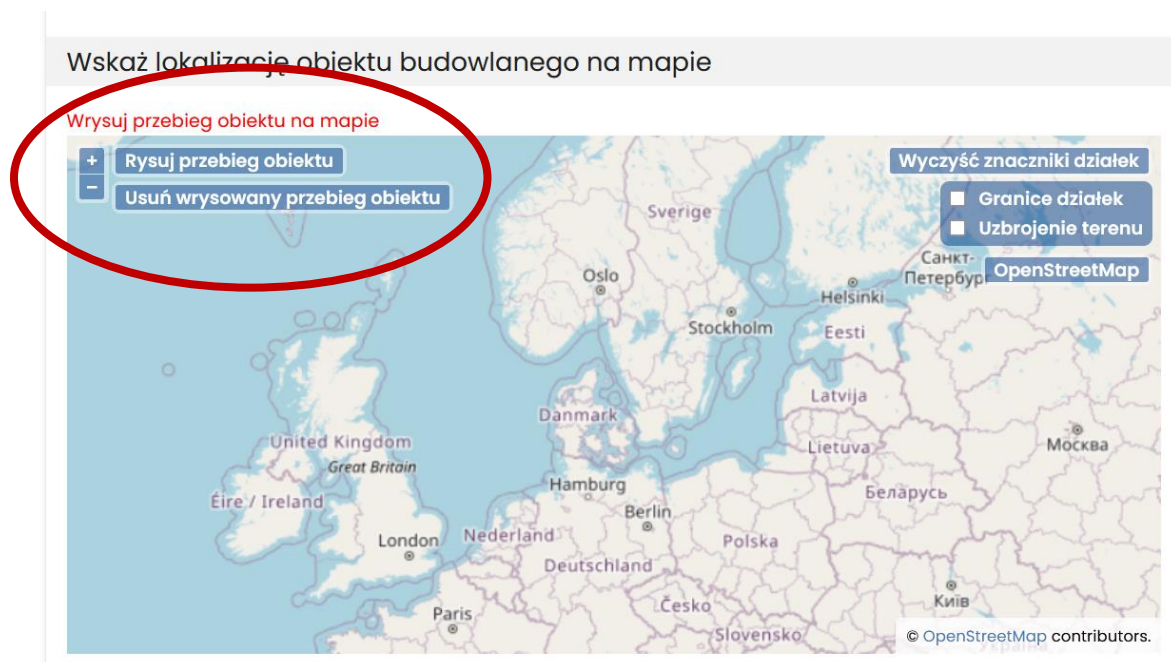 Wskaż lokalizację obiektu budowlanego na mapie
Wrysuj przebieg obiektu na mapie
+
Rysuj przebieg obiektu
−
Usuń wrysowany przebieg obiektu
Wyczyść znaczniki działek
Granice działek
Uzbrojenie terenu
OpenStreetMap
Sverige
Oslo
Санкт-
Петербур
Helsinki
Stockholm
Eesti
Latvija
Danmark
United Kingdom
Great Britain
Lietuva
Москва
Hamburg
Беларусь
Éire / Ireland
Berlin
London
Nederland
Polska
Deutschland
Česko
Київ
Paris
Slovensko
© OpenStreetMap contributors.